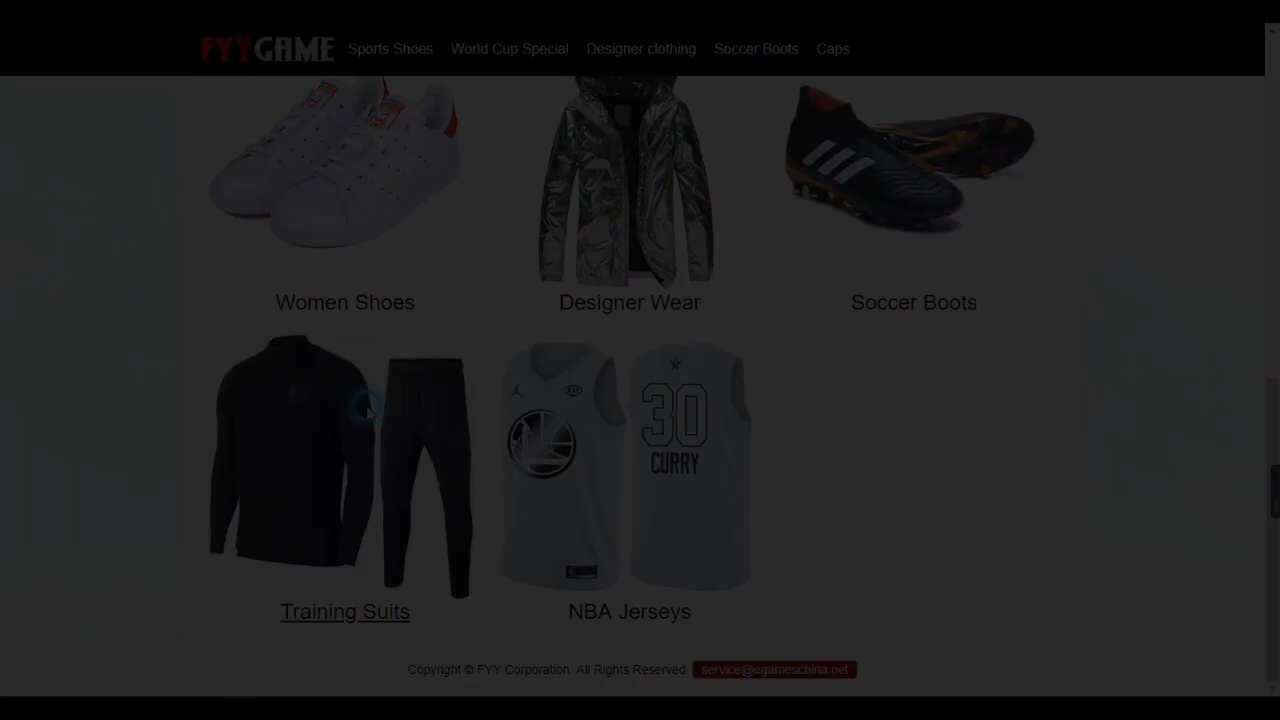 FYYGAME Sports Shoes World Cup Special Designer clothing Soccer Boots Caps
Women Shoes Designer Wear Soccer Boots
30
CURRY
Training Suits NBA Jerseys
Copyright © FYY Corporation. All Rights Reserved. service@egameschina.net